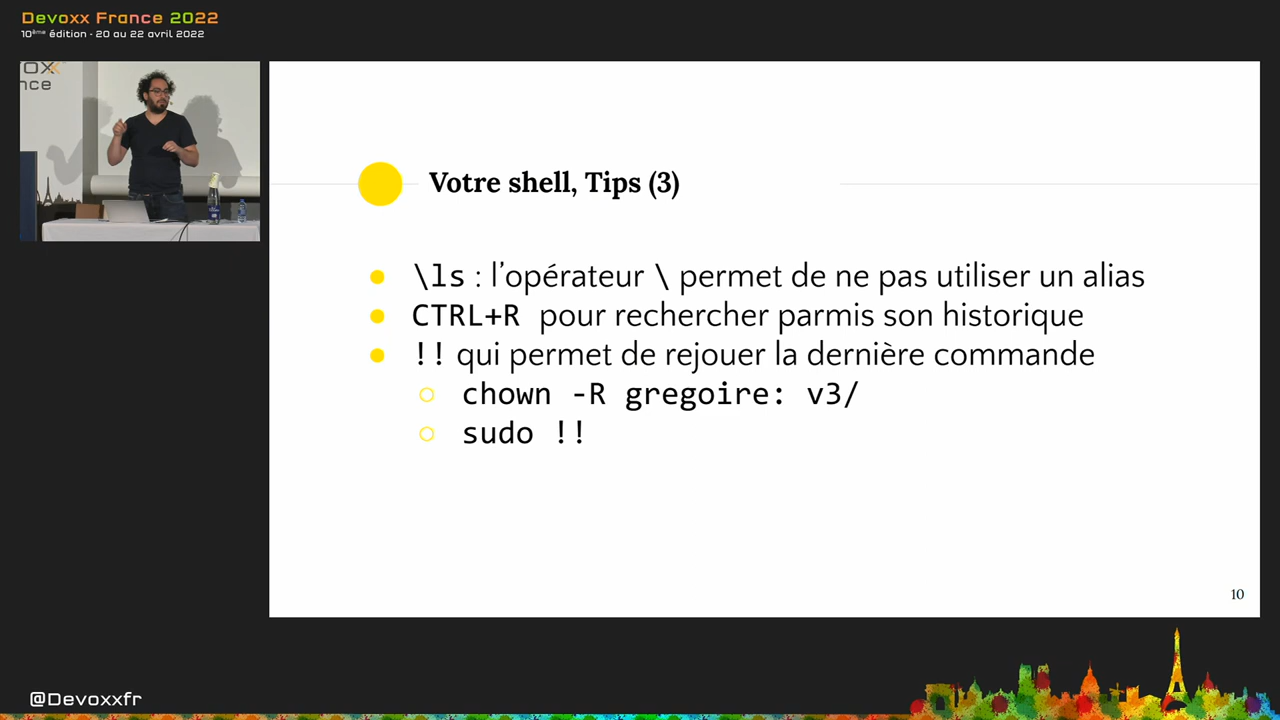 Devoxx France 2022
10ème édition - 20 au 22 avril 2022
OXX
nce
Votre shell, Tips (3)
\ls : l’opérateur \ permet de ne pas utiliser un alias
CTRL+R pour rechercher parmis son historique
!! qui permet de rejouer la dernière commande
chown -R gregoire: v3/
sudo !!
10
@Devoxxfr